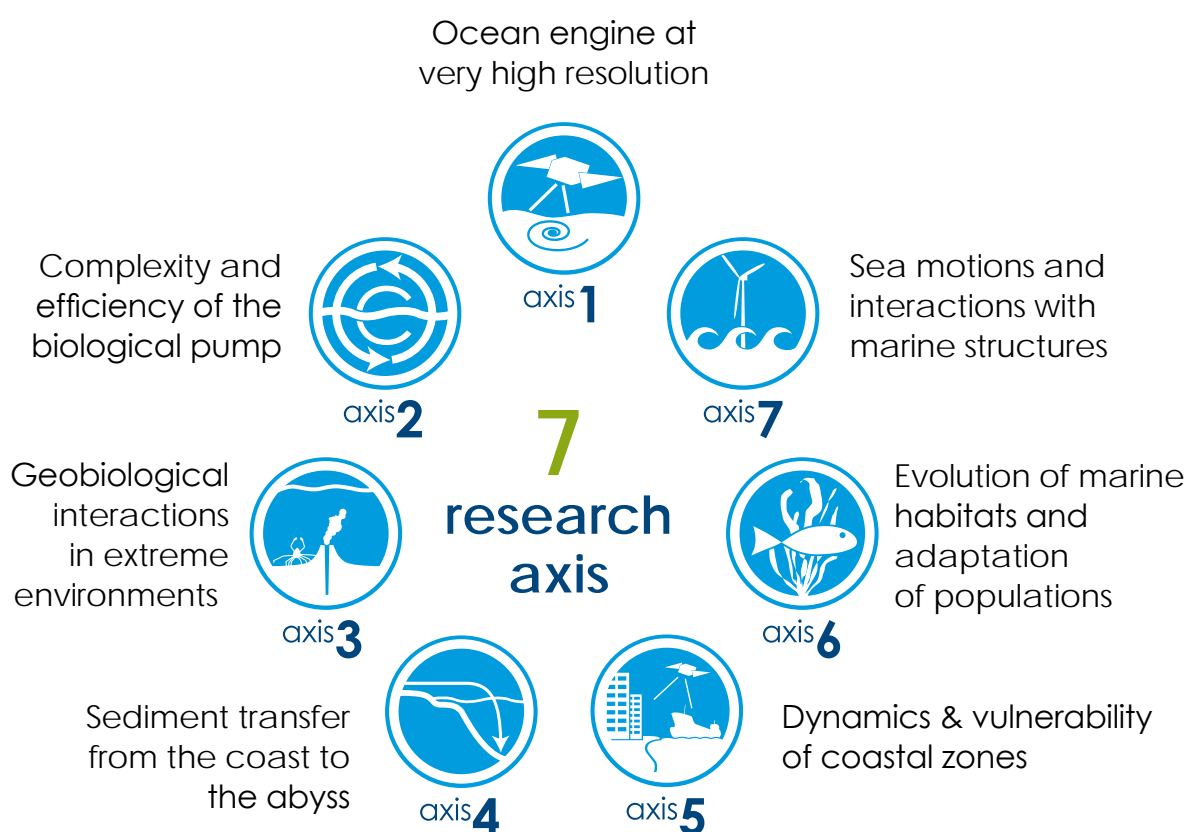 Ocean engine at
very high resolution
axis1
Complexity and
efficiency of the
biological pump
axis2
Geobiological
interactions
in extreme
environments
axis3
Sediment transfer
from the coast to
the abyss
axis4
Dynamics & vulnerability
of coastal zones
axis5
Evolution of marine
habitats and
adaptation
of populations
axis6
Sea motions and
interactions with
marine structures
axis7
7
research
axis